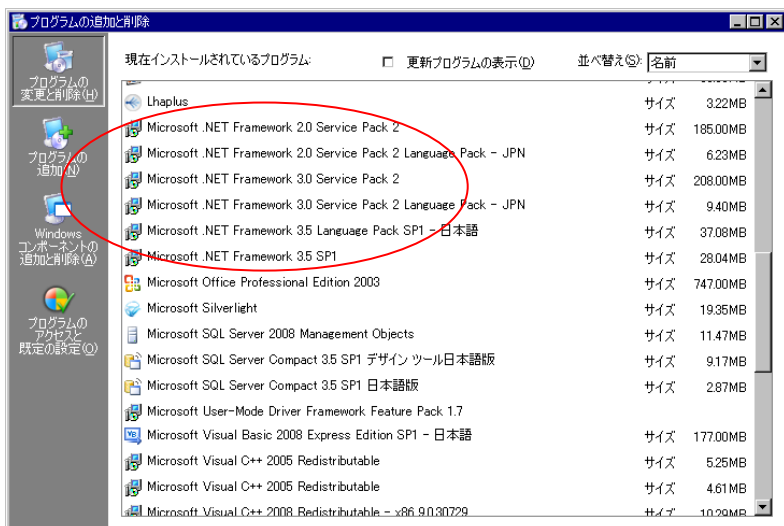 プログラムの追加と削除
プログラムの
変更と削除(H)
プログラムの
追加(N)
Windows
コンポーネントの
追加と削除(A)
プログラムの
アクセスと
既定の設定(O)
現在インストールされているプログラム: 更新プログラムの表示(D) 並べ替え(S): 名前
Lhaplus サイズ 3.22MB
Microsoft .NET Framework 2.0 Service Pack 2 サイズ 185.00MB
Microsoft .NET Framework 2.0 Service Pack 2 Language Pack - JPN サイズ 6.23MB
Microsoft .NET Framework 3.0 Service Pack 2 サイズ 208.00MB
Microsoft .NET Framework 3.0 Service Pack 2 Language Pack - JPN サイズ 9.40MB
Microsoft .NET Framework 3.5 Language Pack SP1 - 日本語 サイズ 37.08MB
Microsoft .NET Framework 3.5 SP1 サイズ 28.04MB
Microsoft Office Professional Edition 2003 サイズ 747.00MB
Microsoft Silverlight サイズ 19.35MB
Microsoft SQL Server 2008 Management Objects サイズ 11.47MB
Microsoft SQL Server Compact 3.5 SP1 デザイン ツール日本語版 サイズ 9.17MB
Microsoft SQL Server Compact 3.5 SP1 日本語版 サイズ 2.87MB
Microsoft User-Mode Driver Framework Feature Pack 1.7
Microsoft Visual Basic 2008 Express Edition SP1 - 日本語 サイズ 177.00MB
Microsoft Visual C++ 2005 Redistributable サイズ 5.25MB
Microsoft Visual C++ 2005 Redistributable サイズ 4.61MB
Microsoft Visual C++ 2008 Redistributable - x86 9.0.30729 サイズ 10.29MB